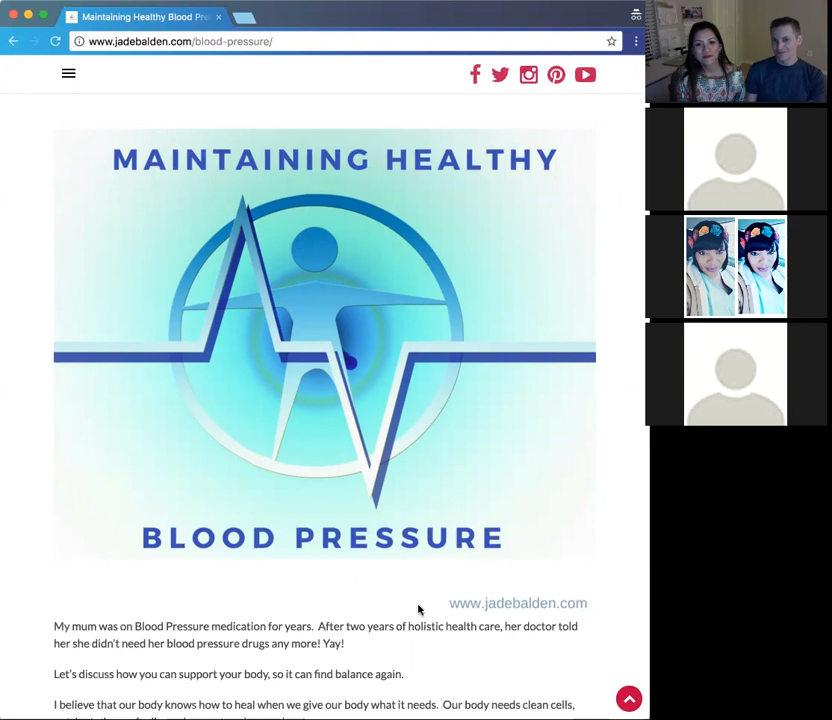 Maintaining Healthy Blood Pre
www.jadebalden.com/blood-pressure/
MAINTAINING HEALTHY
BLOOD PRESSURE
www.jadebalden.com
My mum was on Blood Pressure medication for years.  After two years of holistic health care, her doctor told
her she didn't need her blood pressure drugs any more! Yay!
Let's discuss how you can support your body, so it can find balance again.
I believe that our body knows how to heal when we give our body what it needs.  Our body needs clean cells,